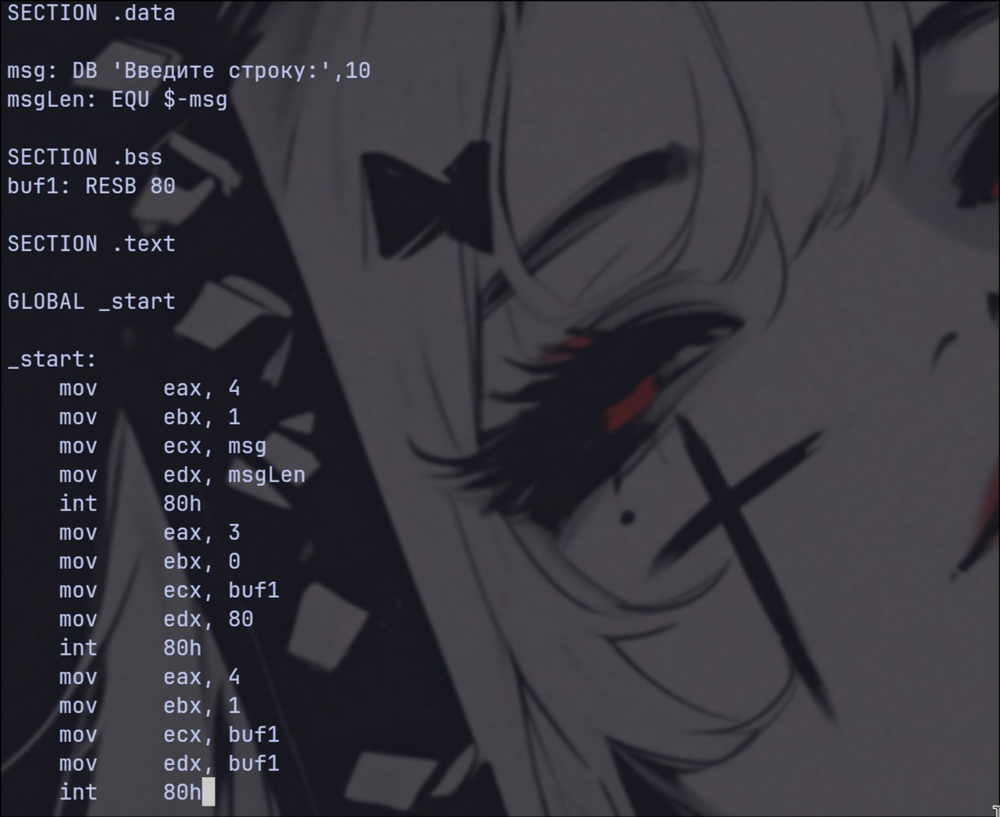 SECTION .data
msg: DB 'Введите строку:',10
msgLen: EQU $-msg
SECTION .bss
buf1: RESB 80
SECTION .text
GLOBAL _start
_start:
mov eax, 4
mov ebx, 1
mov ecx, msg
mov edx, msgLen
int 80h
mov eax, 3
mov ebx, 0
mov ecx, buf1
mov edx, 80
int 80h
mov eax, 4
mov ebx, 1
mov ecx, buf1
mov edx, buf1
int 80h